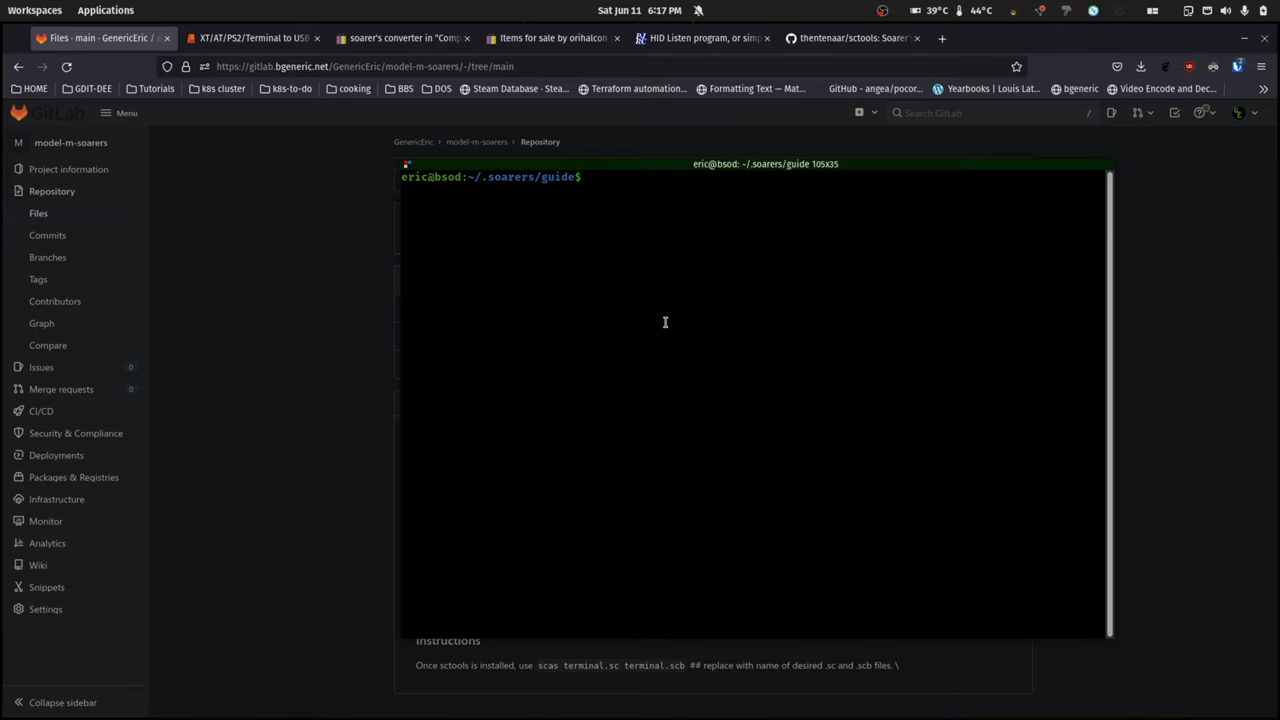 Workspaces Applications Sat Jun 11 6:17 PM 39°C 44°C
Files · main · GenericEric / m XT/AT/PS2/Terminal to USB soarer's converter in "Comp Items for sale by orihalcon HID Listen program, or simp thentenaar/sctools: Soarer'
https://gitlab.bgeneric.net/GenericEric/model-m-soarers/-/tree/main
HOME GDIT-DEE Tutorials k8s cluster k8s-to-do cooking BBS DOS Steam Database · Stea... Terraform automation... Formatting Text — Mat... GitHub - angea/pocor... Yearbooks | Louis Lat... bgeneric Video Encode and Dec...
GitLab Menu Search GitLab /
M model-m-soarers
GenericEric model-m-soarers Repository
Project information
Repository
Files
Commits
Branches
Tags
Contributors
Graph
Compare
Issues 0
Merge requests 0
CI/CD
Security & Compliance
Deployments
Packages & Registries
Infrastructure
Monitor
Analytics
Wiki
Snippets
Settings
Collapse sidebar
eric@bsod: ~/.soarers/guide 105x35
eric@bsod:~/.soarers/guide$
Instructions
Once sctools is installed, use scas terminal.sc terminal.scb ## replace with name of desired .sc and .scb files. \